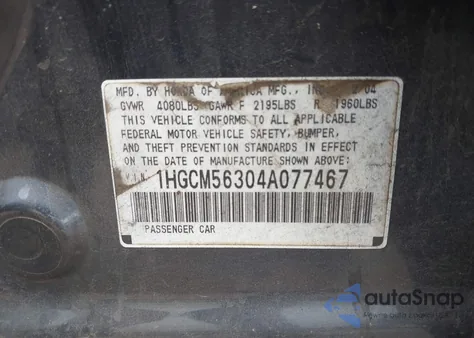 MFD. BY HONDA OF AMERICA MFG., INC. /04
GVWR 4080LBS GAWR F 2195LBS R 1960LBS
THIS VEHICLE CONFORMS TO ALL APPLICABLE
FEDERAL MOTOR VEHICLE SAFETY, BUMPER,
AND THEFT PREVENTION STANDARDS IN EFFECT
ON THE DATE OF MANUFACTURE SHOWN ABOVE.
V.I.N. 1HGCM56304A077467
PASSENGER CAR
autoSnap